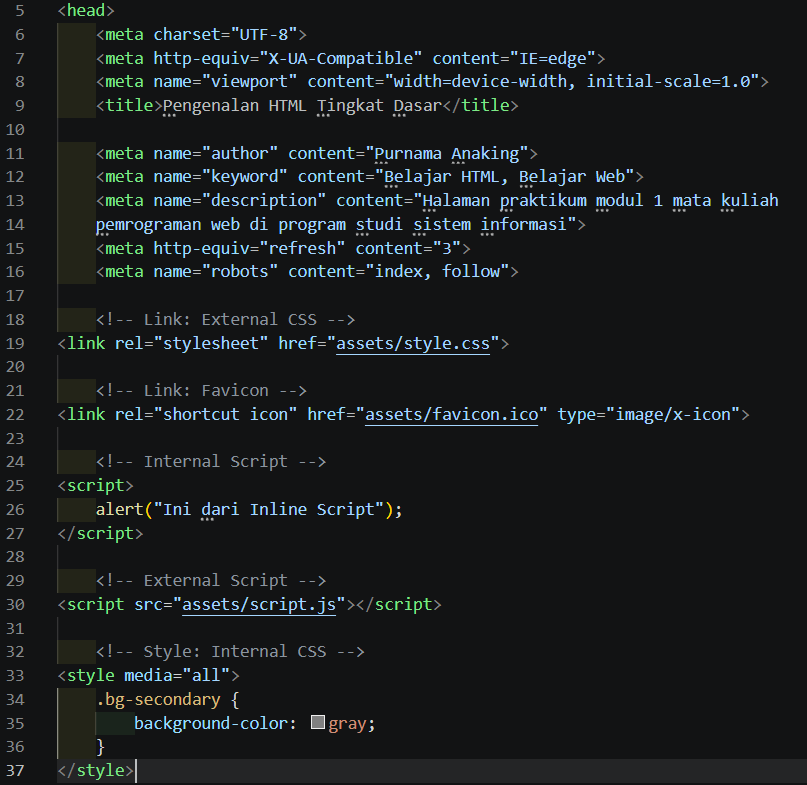 5 <head>
6 <meta charset="UTF-8">
7 <meta http-equiv="X-UA-Compatible" content="IE=edge">
8 <meta name="viewport" content="width=device-width, initial-scale=1.0">
9 <title>Pengenalan HTML Tingkat Dasar</title>
10
11 <meta name="author" content="Purnama Anaking">
12 <meta name="keyword" content="Belajar HTML, Belajar Web">
13 <meta name="description" content="Halaman praktikum modul 1 mata kuliah
14 pemrograman web di program studi sistem informasi">
15 <meta http-equiv="refresh" content="3">
16 <meta name="robots" content="index, follow">
17
18 <!-- Link: External CSS -->
19 <link rel="stylesheet" href="assets/style.css">
20
21 <!-- Link: Favicon -->
22 <link rel="shortcut icon" href="assets/favicon.ico" type="image/x-icon">
23
24 <!-- Internal Script -->
25 <script>
26 alert("Ini dari Inline Script");
27 </script>
28
29 <!-- External Script -->
30 <script src="assets/script.js"></script>
31
32 <!-- Style: Internal CSS -->
33 <style media="all">
34 .bg-secondary {
35 background-color: gray;
36 }
37 </style>